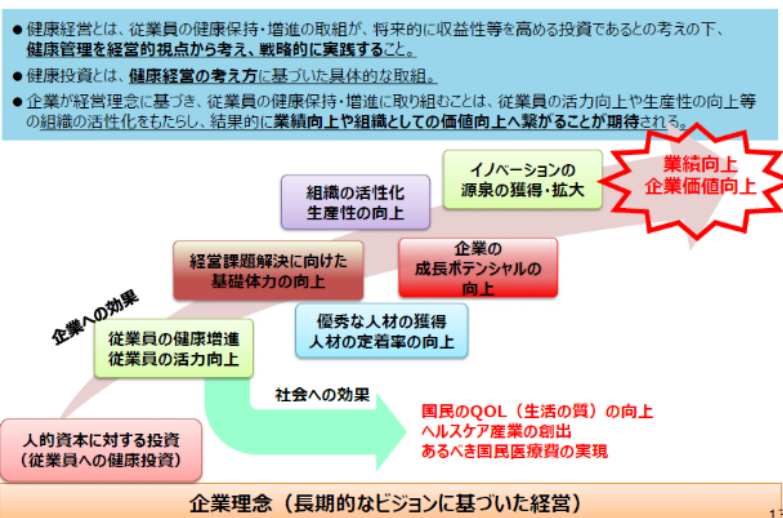 ●健康経営とは、従業員の健康保持・増進の取組が、将来的に収益性等を高める投資であるとの考えの下、
健康管理を経営的視点から考え、戦略的に実践すること。
●健康投資とは、健康経営の考え方に基づいた具体的な取組。
●企業が経営理念に基づき、従業員の健康保持・増進に取り組むことは、従業員の活力向上や生産性の向上等
の組織の活性化をもたらし、結果的に業績向上や組織としての価値向上へ繋がることが期待される。
業績向上
企業価値向上
イノベーションの
源泉の獲得・拡大
組織の活性化
生産性の向上
企業の
成長ポテンシャルの
向上
経営課題解決に向けた
基礎体力の向上
優秀な人材の獲得
人材の定着率の向上
企業への効果
従業員の健康増進
従業員の活力向上
社会への効果
国民のQOL（生活の質）の向上
ヘルスケア産業の創出
あるべき国民医療費の実現
人的資本に対する投資
（従業員への健康投資）
企業理念（長期的なビジョンに基づいた経営）